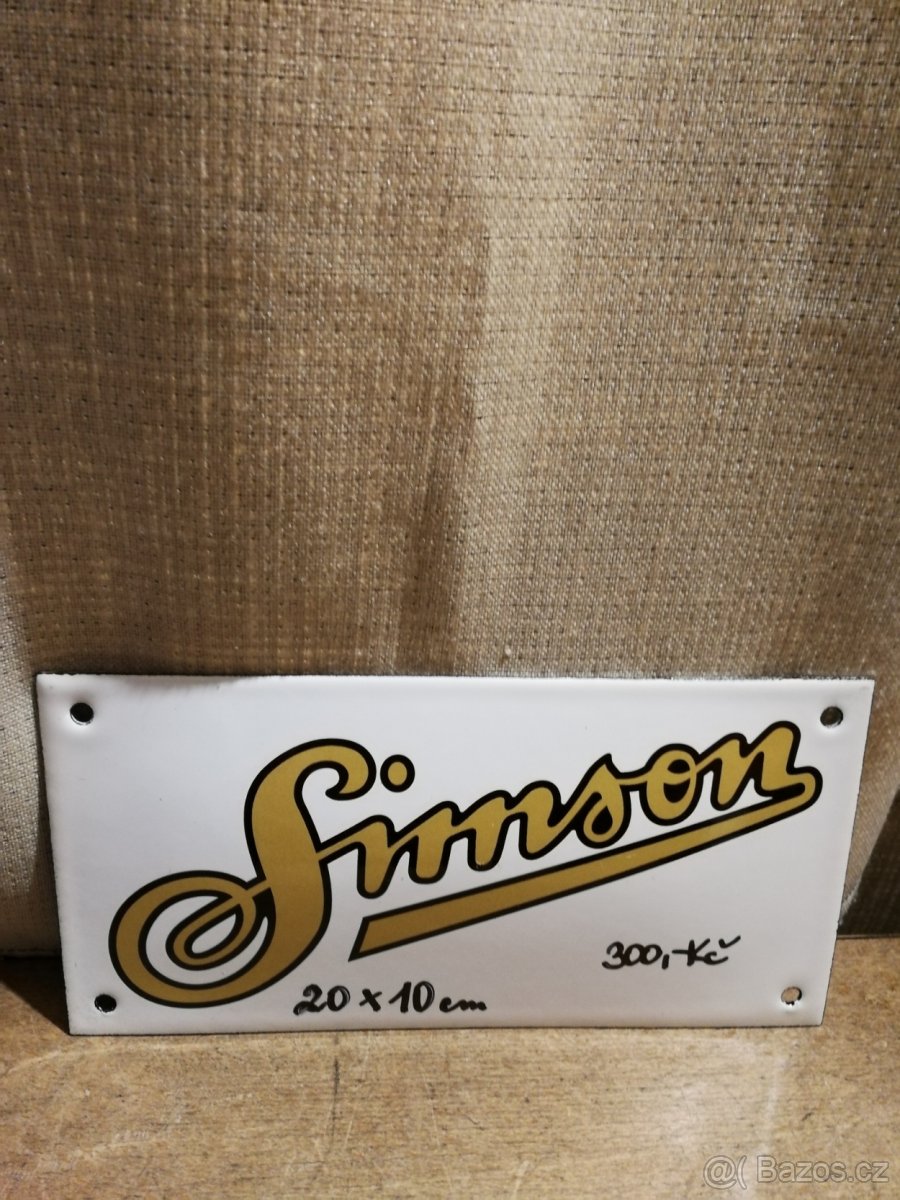 Simson
300,-Kč
20 x 10 cm
@( Bazos.cz